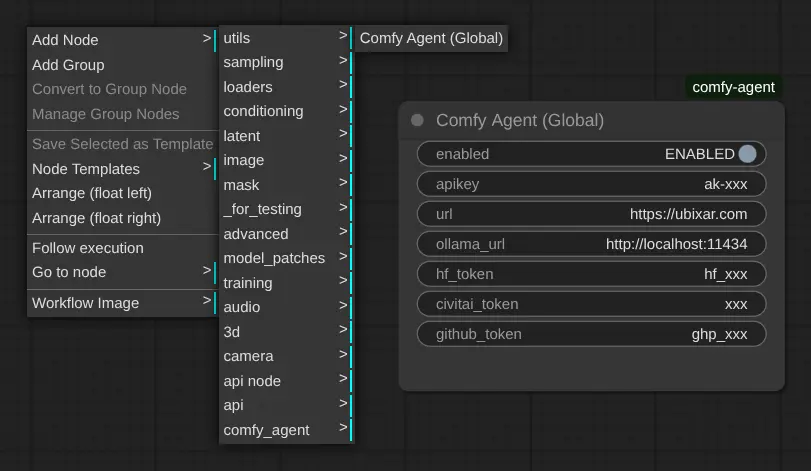 Add Node >
Add Group
Convert to Group Node
Manage Group Nodes
Save Selected as Template
Node Templates >
Arrange (float left)
Arrange (float right)
Follow execution
Go to node >
Workflow Image >
utils >
sampling >
loaders >
conditioning >
latent >
image >
mask >
_for_testing >
advanced >
model_patches >
training >
audio >
3d >
camera >
api node >
api >
comfy_agent >
Comfy Agent (Global)
comfy-agent
Comfy Agent (Global)
enabled ENABLED
apikey ak-xxx
url https://ubixar.com
ollama_url http://localhost:11434
hf_token hf_xxx
civitai_token xxx
github_token ghp_xxx